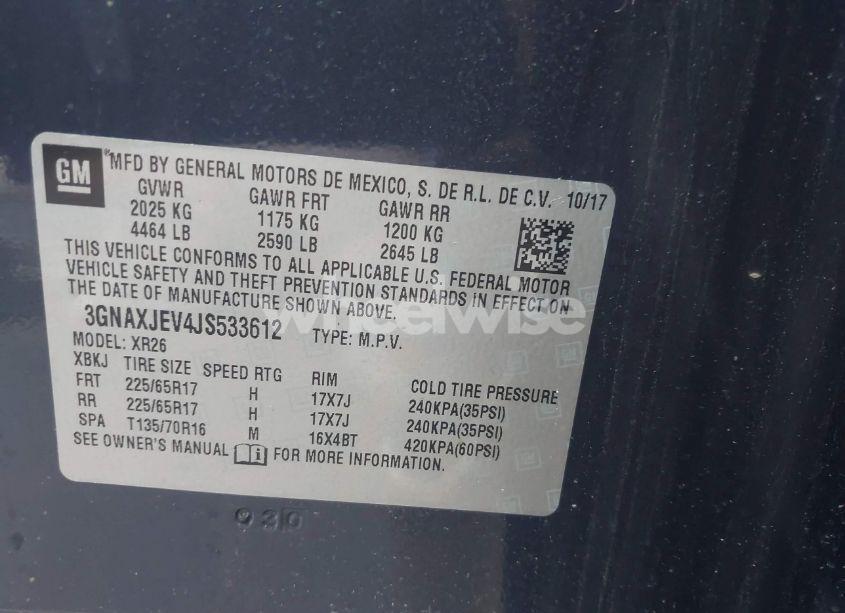 GM
MFD BY GENERAL MOTORS DE MEXICO, S. DE R.L. DE C.V. 10/17
GVWR GAWR FRT GAWR RR
2025 KG 1175 KG 1200 KG
4464 LB 2590 LB 2645 LB
THIS VEHICLE CONFORMS TO ALL APPLICABLE U.S. FEDERAL MOTOR
VEHICLE SAFETY AND THEFT PREVENTION STANDARDS IN EFFECT ON
THE DATE OF MANUFACTURE SHOWN ABOVE.
wheelwise
3GNAXJEV4JS533612 TYPE: M.P.V.
MODEL: XR26
XBKJ TIRE SIZE SPEED RTG RIM COLD TIRE PRESSURE
FRT 225/65R17 H 17X7J 240KPA(35PSI)
RR 225/65R17 H 17X7J 240KPA(35PSI)
SPA T135/70R16 M 16X4BT 420KPA(60PSI)
SEE OWNER'S MANUAL i FOR MORE INFORMATION.